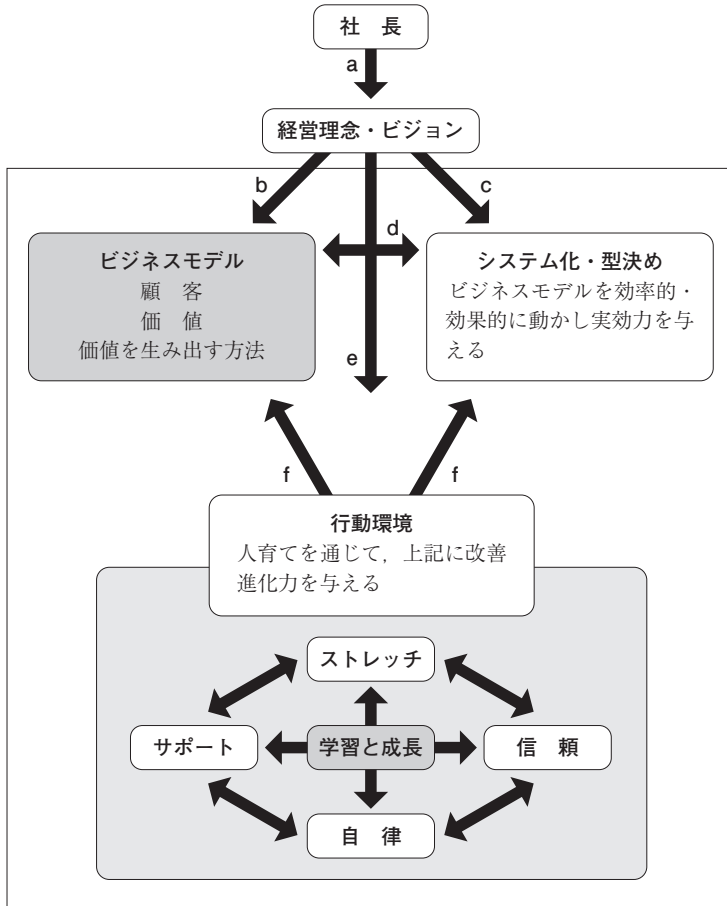 社　長
a
経営理念・ビジョン
b
c
d
ビジネスモデル
顧　客
価　値
価値を生み出す方法
システム化・型決め
ビジネスモデルを効率的・
効果的に動かし実効力を与
える
e
f
f
行動環境
人育てを通じて，上記に改善
進化力を与える
ストレッチ
サポート
学習と成長
信　頼
自　律